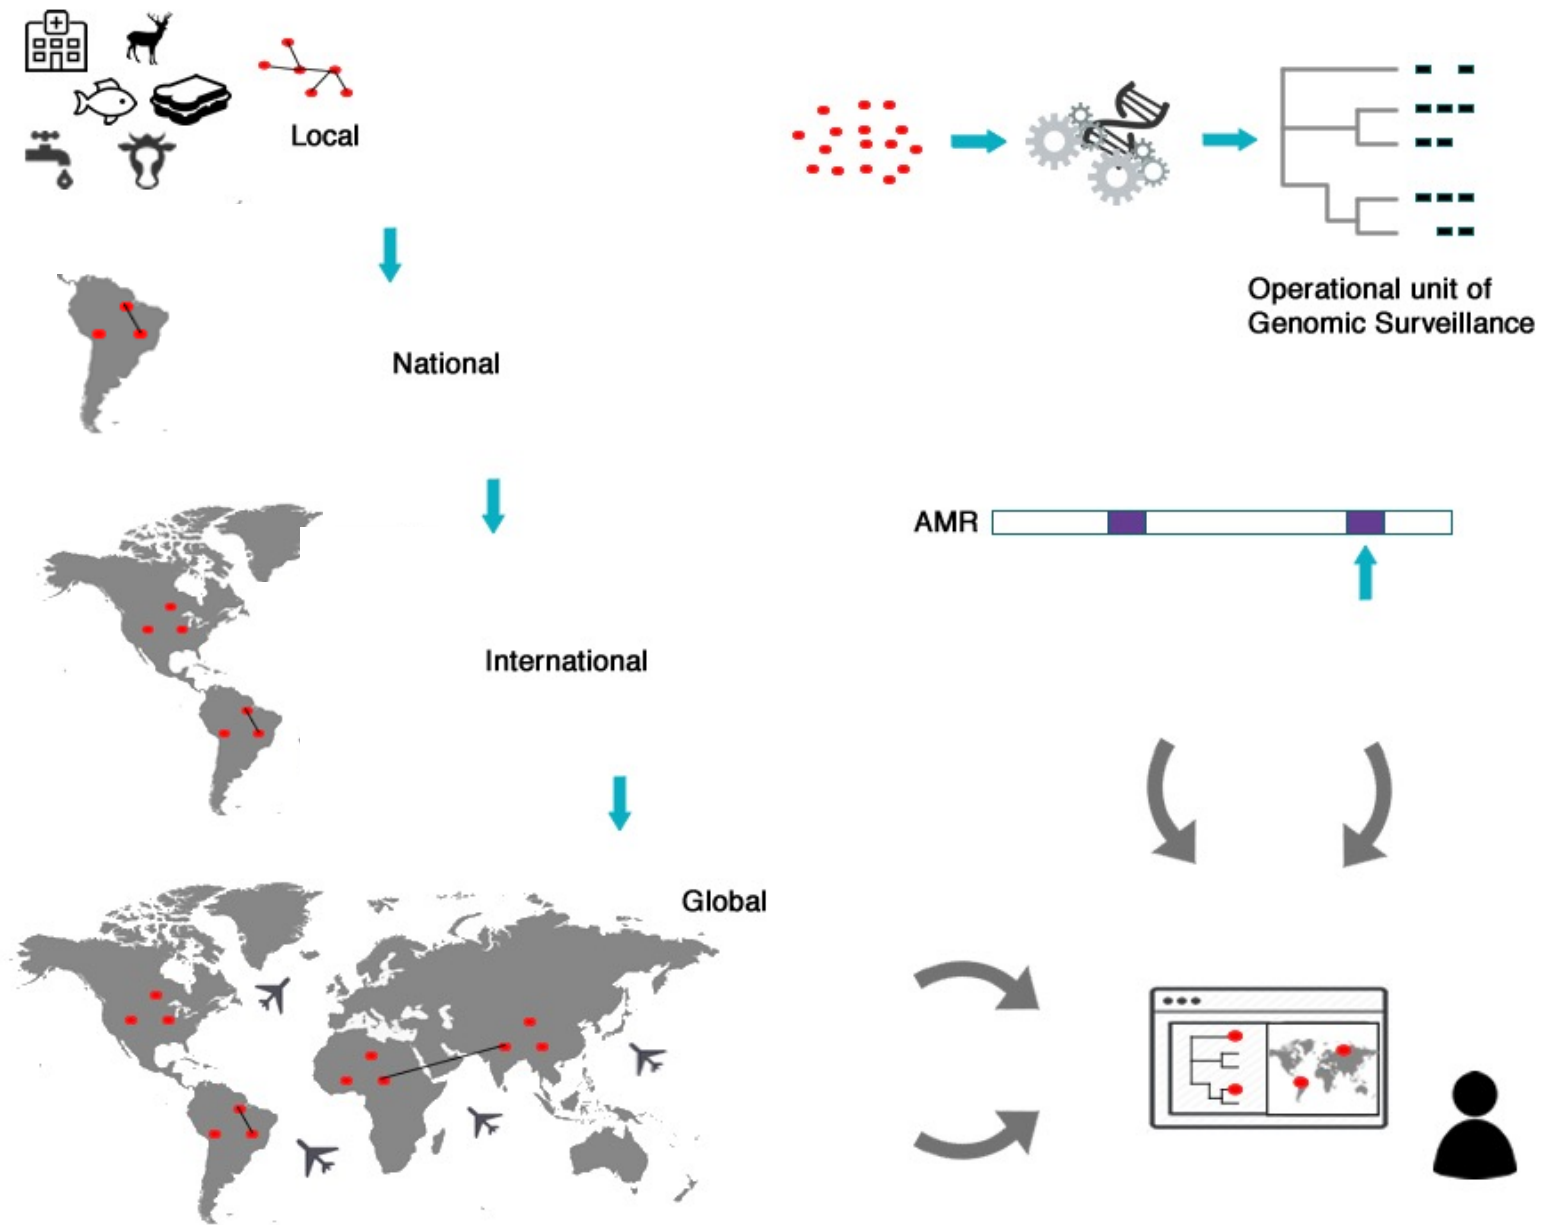 Local
National
International
Global
Operational unit of
Genomic Surveillance
AMR